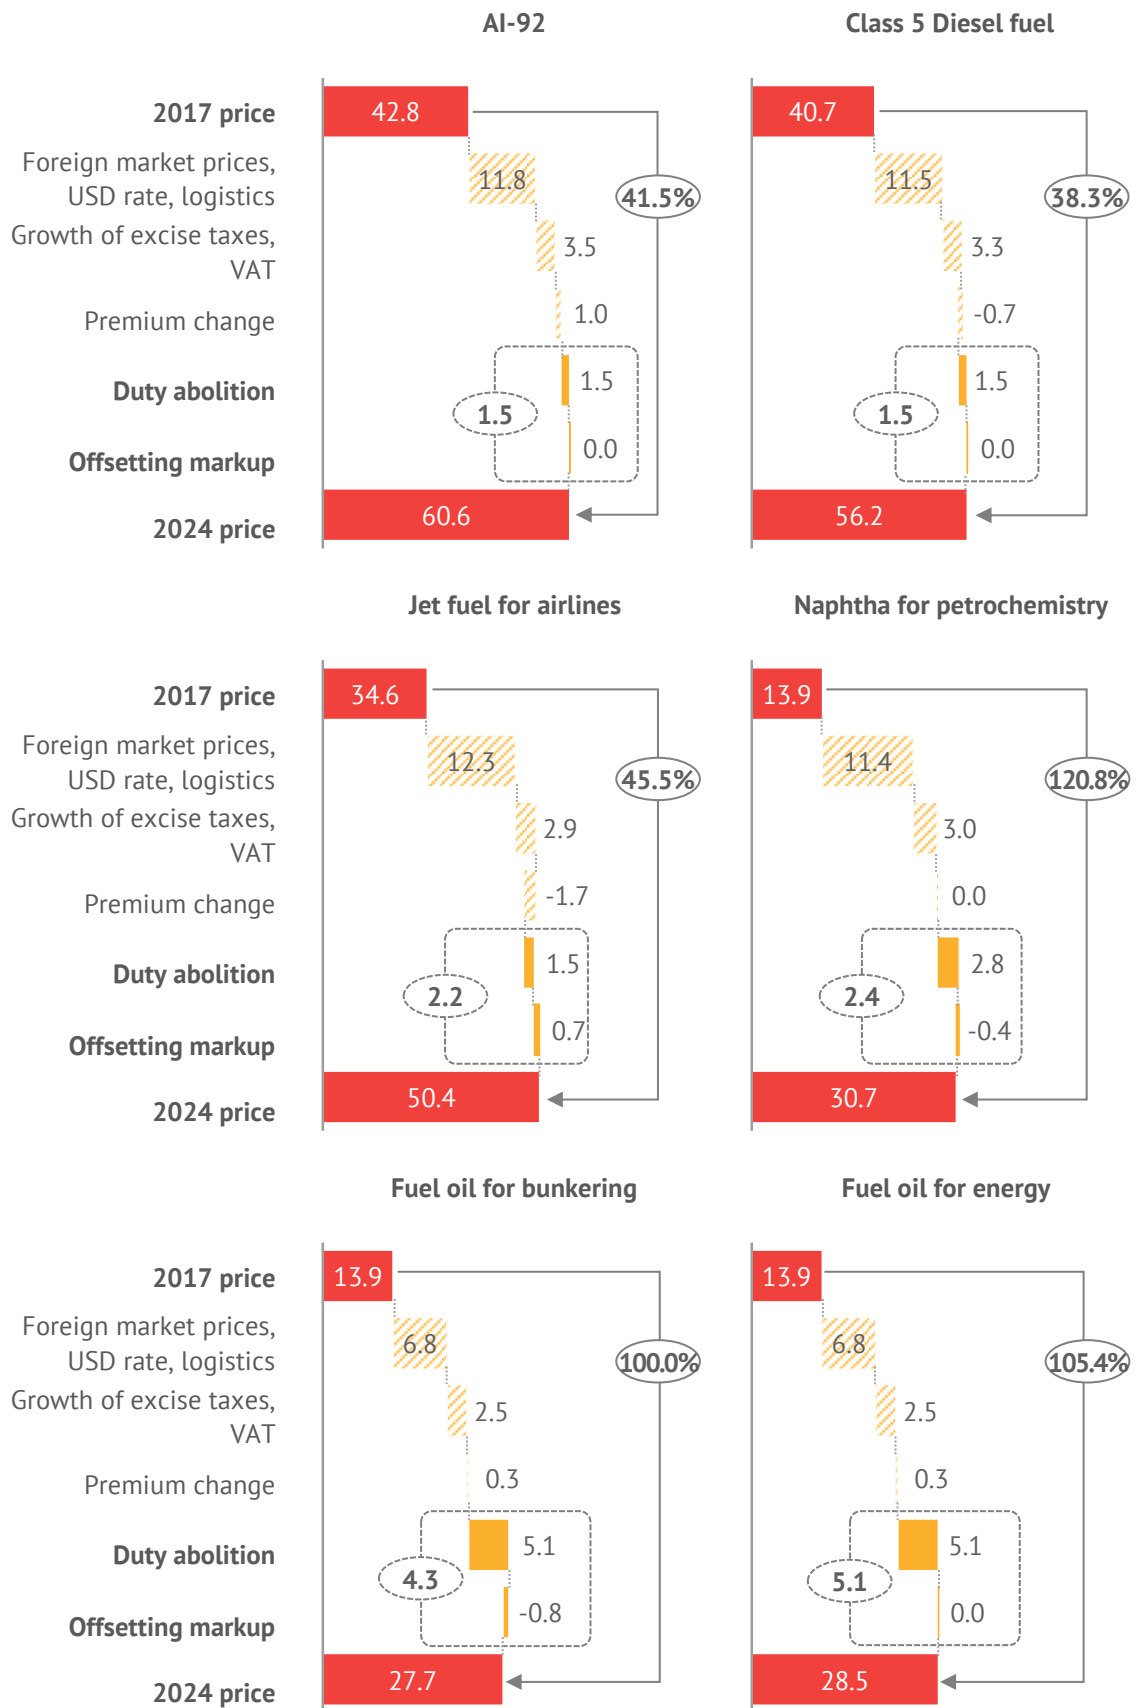 AI-92
Class 5 Diesel fuel
2017 price
42.8
40.7
Foreign market prices,
USD rate, logistics
11.8
41.5%
11.5
38.3%
Growth of excise taxes,
VAT
3.5
3.3
Premium change
1.0
-0.7
Duty abolition
1.5
1.5
1.5
1.5
Offsetting markup
0.0
0.0
2024 price
60.6
56.2
Jet fuel for airlines
Naphtha for petrochemistry
2017 price
34.6
13.9
Foreign market prices,
USD rate, logistics
12.3
45.5%
11.4
120.8%
Growth of excise taxes,
VAT
2.9
3.0
Premium change
-1.7
0.0
Duty abolition
1.5
2.8
2.2
2.4
Offsetting markup
0.7
-0.4
2024 price
50.4
30.7
Fuel oil for bunkering
Fuel oil for energy
2017 price
13.9
13.9
Foreign market prices,
USD rate, logistics
6.8
100.0%
6.8
105.4%
Growth of excise taxes,
VAT
2.5
2.5
Premium change
0.3
0.3
Duty abolition
5.1
5.1
4.3
5.1
Offsetting markup
-0.8
0.0
2024 price
27.7
28.5